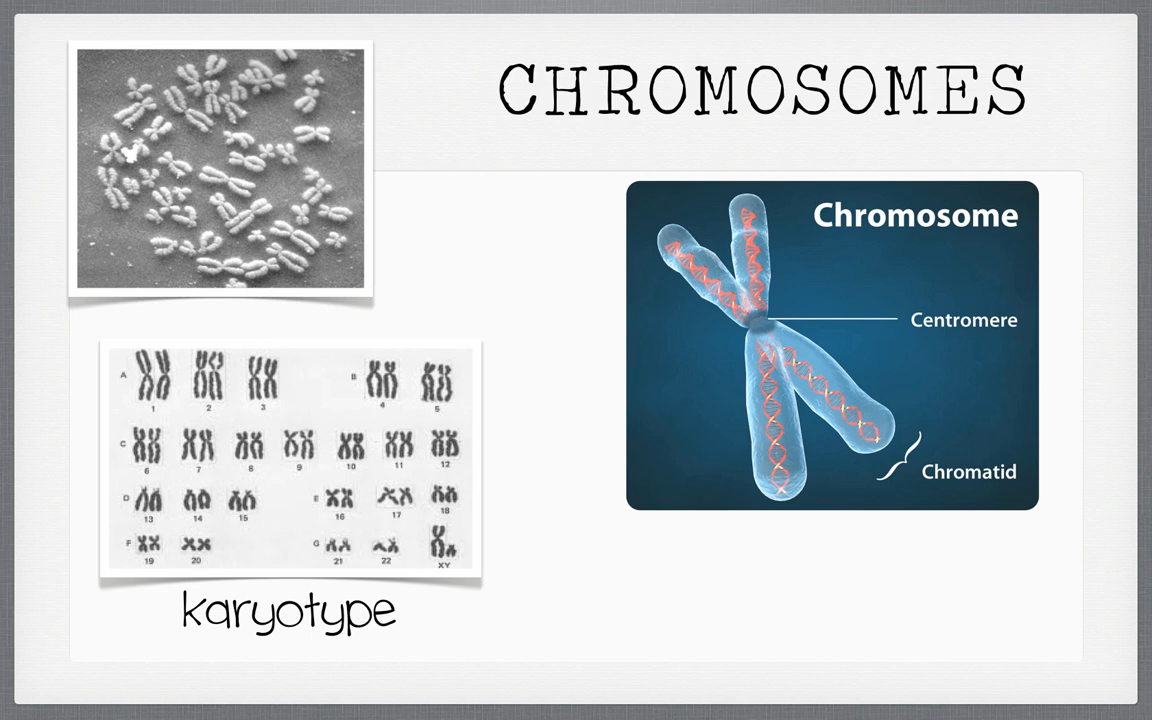 CHROMOSOMES
Chromosome
Centromere
Chromatid
A 1 2 3 B 4 5
C 6 7 8 9 10 11 12
D 13 14 15 E 16 17 18
F 19 20 G 21 22 XY
karyotype